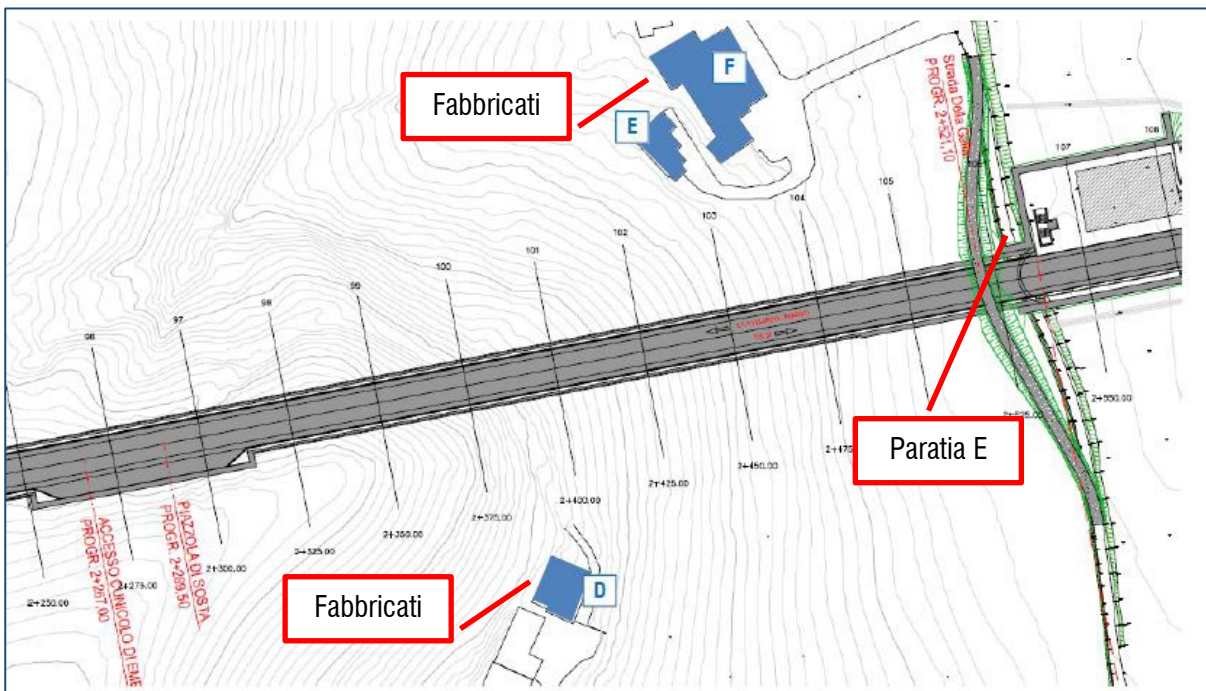 Fabbricati
F
E
Strada Della
PROGR. 2+521,10
Paratia E
108
107
105
104
103
102
101
100
99
98
97
96
2+550,00
2+525,00
2+475
2+450.00
2+425.00
2+400.00
2+375.00
2+350.00
2+325.00
2+300.00
2+275.00
2+250.00
PIAZZOLA DI SOSTA
PROGR. 2+289.50
ACCESSO CUNICOLO DI EME
PROGR. 2+267,00
Fabbricati
D